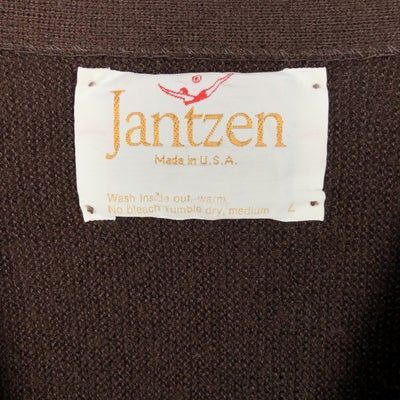 ®
Jantzen
Made in U.S.A.
Wash inside out, warm
No bleach Tumble dry, medium L